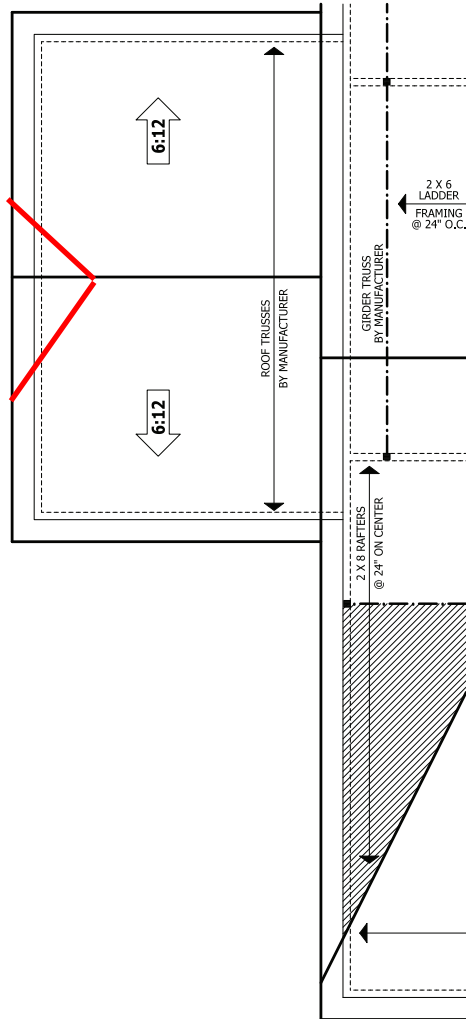 6:12
6:12
ROOF TRUSSES
BY MANUFACTURER
GIRDER TRUSS
BY MANUFACTURER
2 X 6
LADDER
FRAMING
@ 24" O.C.
2 X 8 RAFTERS
@ 24" ON CENTER